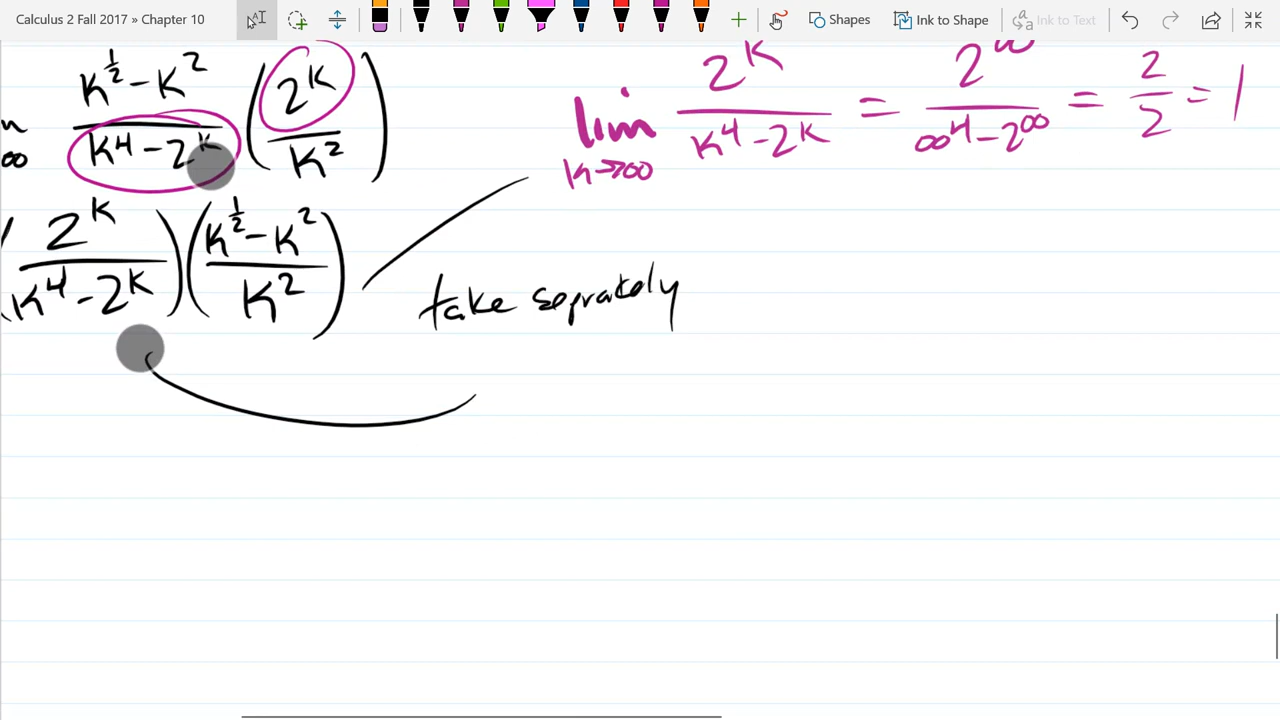 Calculus 2 Fall 2017 » Chapter 10
Shapes
Ink to Shape
Ink to Text
K^{1/2} - K^2 / K^4 - 2^K (2^K / K^2)
∞
lim K→∞ 2^K / K^4 - 2^K = 2^∞ / ∞^4 - 2^∞ = 2/2 = 1
(2^K / K^4 - 2^K)(K^{1/2} - K^2 / K^2)
take seprately